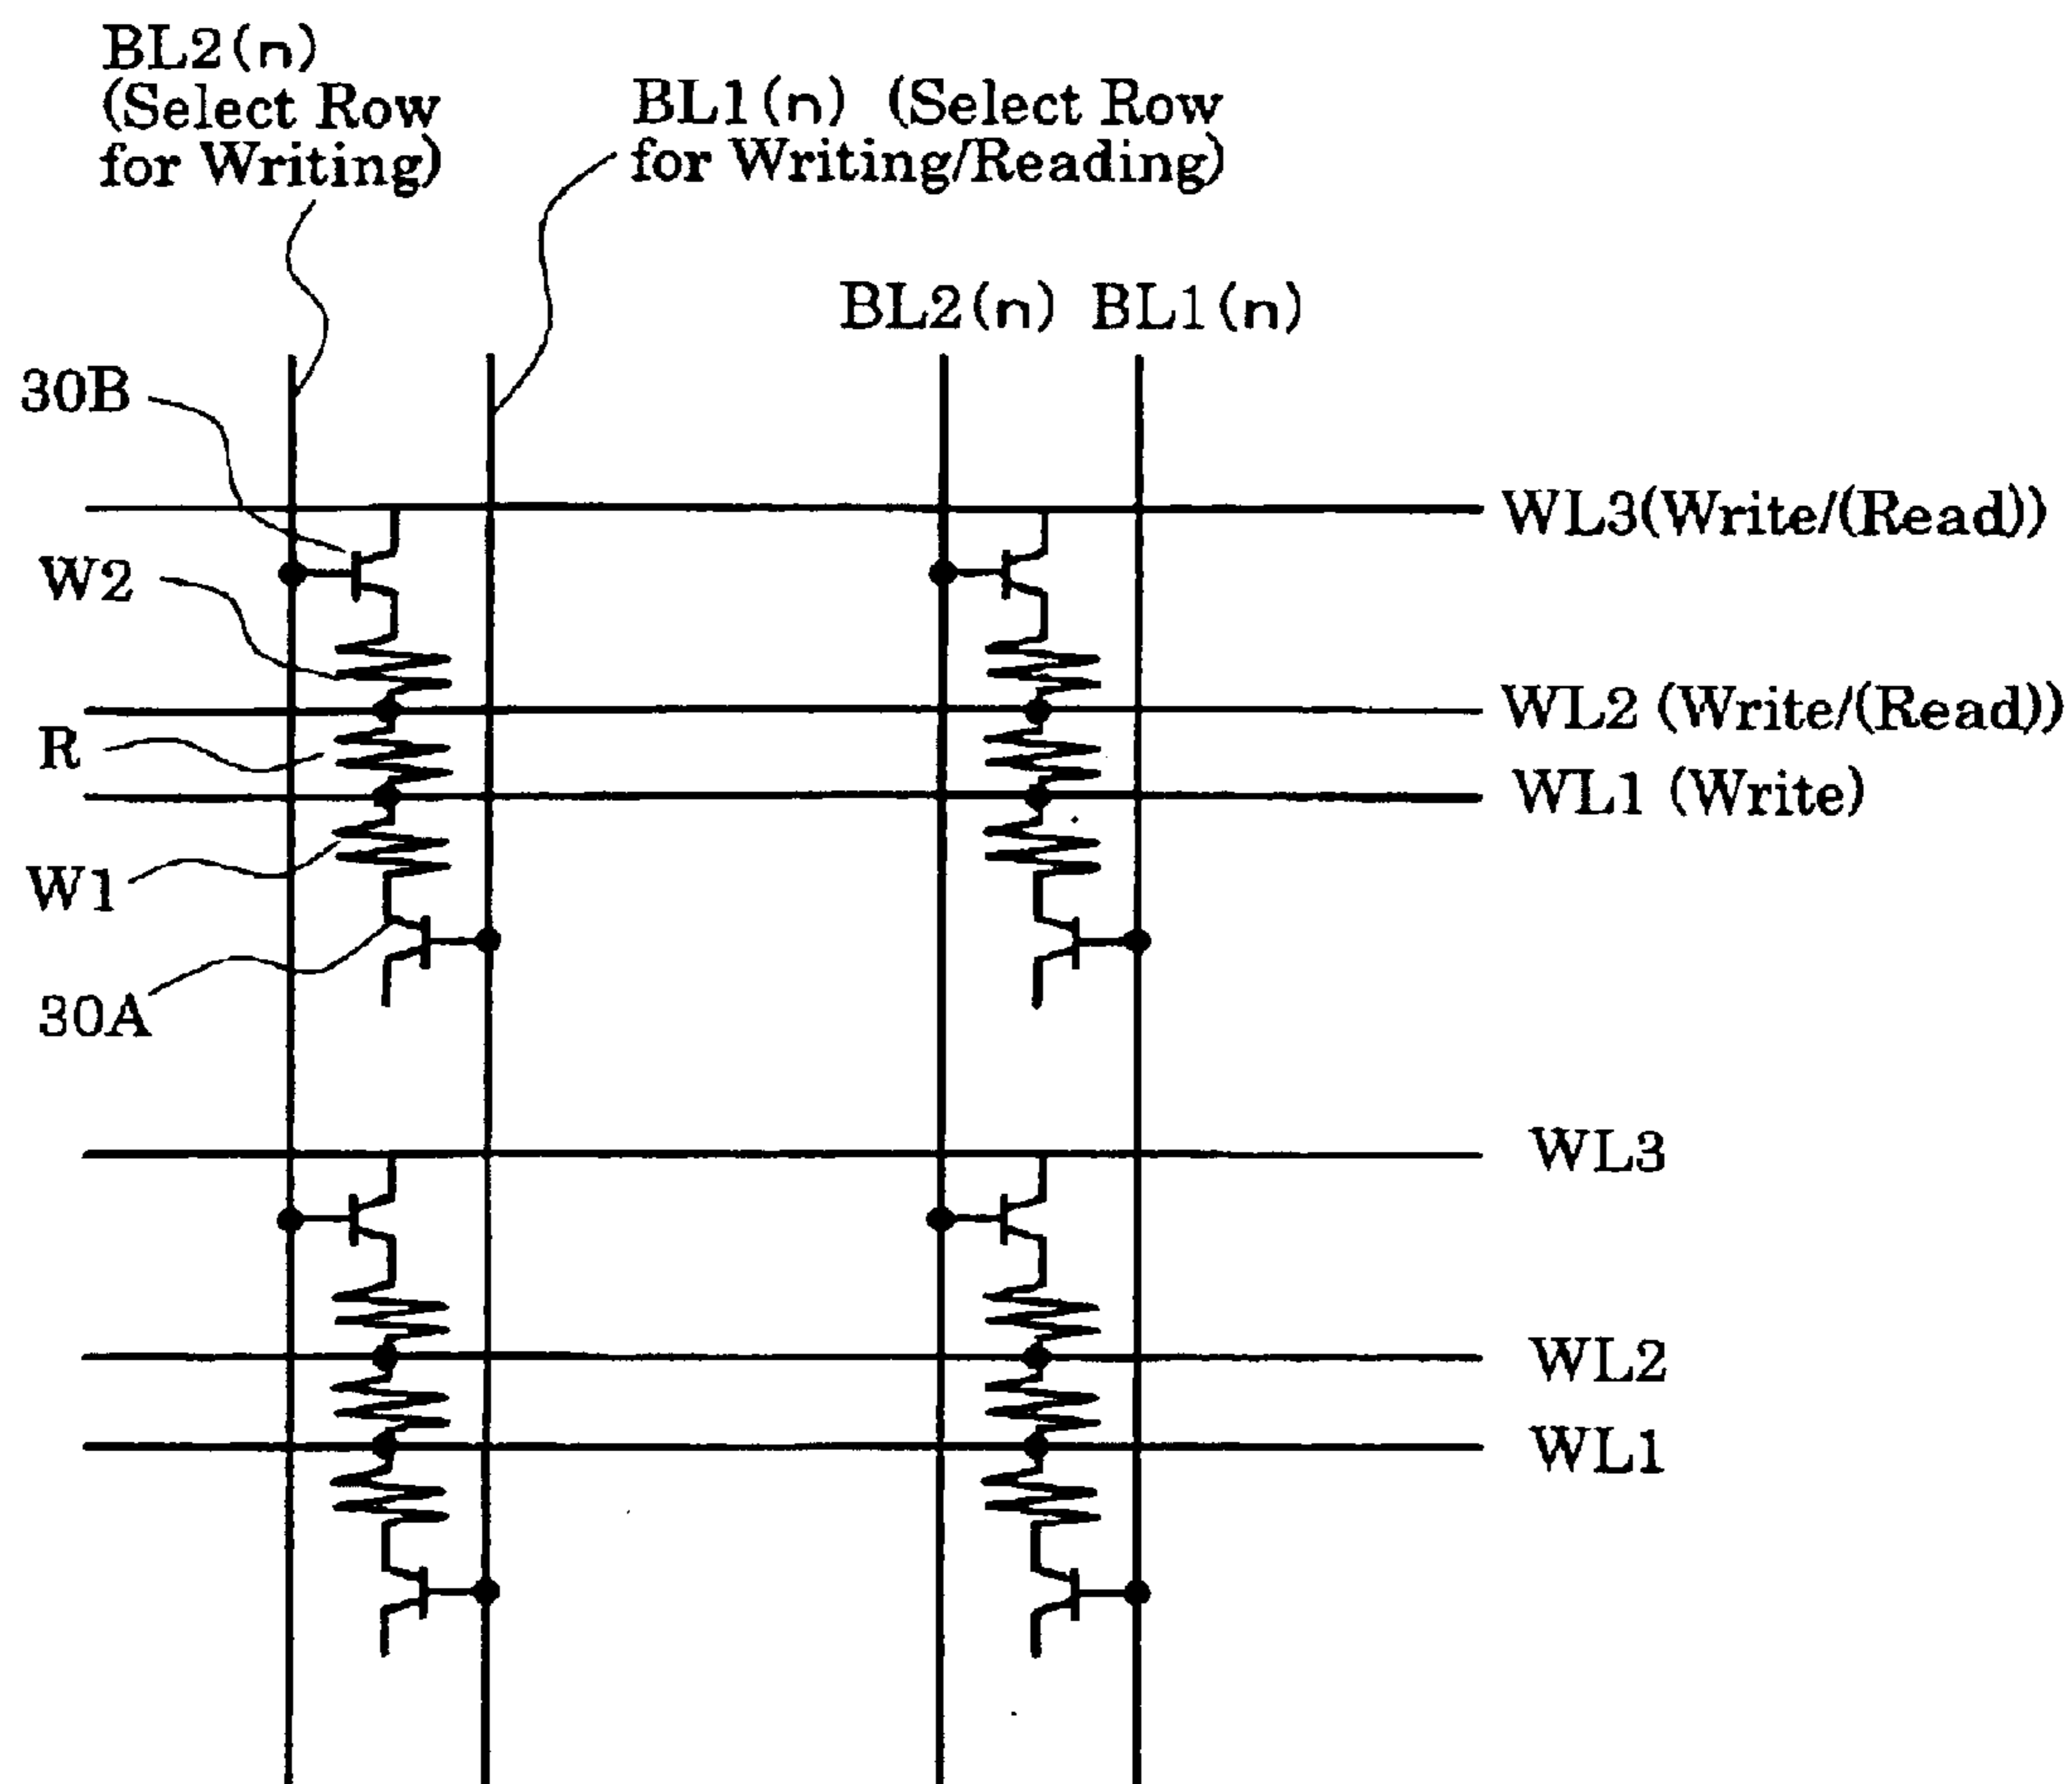 BL2(n)
(Select Row
for Writing)
BL1(n) (Select Row
for Writing/Reading)
BL2(n) BL1(n)
30B
WL3(Write/(Read))
W2
WL2 (Write/(Read))
R
WL1 (Write)
W1
30A
WL3
WL2
WL1